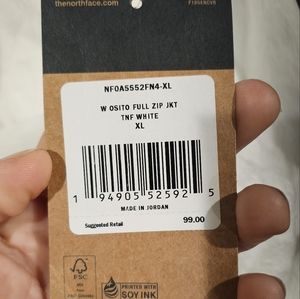 thenorthface.com
NF0A5552FN4-XL
W OSITO FULL ZIP JKT
TNF WHITE
XL
1 94905 52592 5
MADE IN JORDAN
Suggested Retail 99.00
FSC
PRINTED WITH
SOY INK